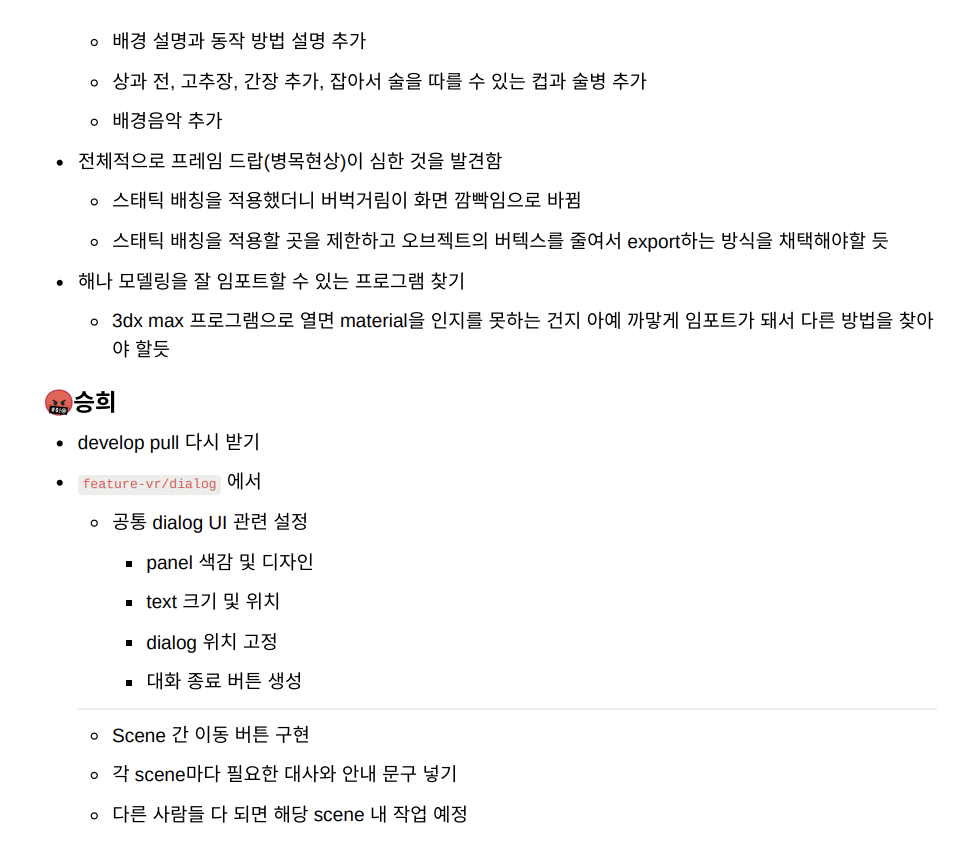 배경 설명과 동작 방법 설명 추가
상과 전, 고추장, 간장 추가, 잡아서 술을 따를 수 있는 컵과 술병 추가
배경음악 추가
전체적으로 프레임 드랍(병목현상)이 심한 것을 발견함
스태틱 배칭을 적용했더니 버벅거림이 화면 깜빡임으로 바뀜
스태틱 배칭을 적용할 곳을 제한하고 오브젝트의 버텍스를 줄여서 export하는 방식을 채택해야할 듯
해나 모델링을 잘 임포트할 수 있는 프로그램 찾기
3dx max 프로그램으로 열면 material을 인지를 못하는 건지 아예 까맣게 임포트가 돼서 다른 방법을 찾아
야 할듯
승희
develop pull 다시 받기
feature-vr/dialog 에서
공통 dialog UI 관련 설정
panel 색감 및 디자인
text 크기 및 위치
dialog 위치 고정
대화 종료 버튼 생성
Scene 간 이동 버튼 구현
각 scene마다 필요한 대사와 안내 문구 넣기
다른 사람들 다 되면 해당 scene 내 작업 예정